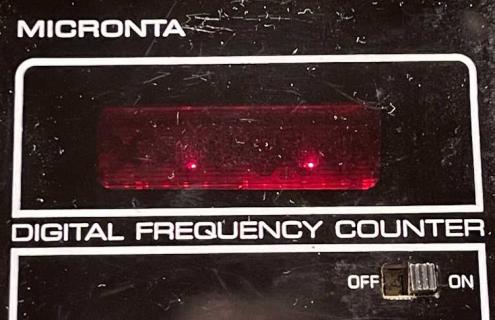 MICRONTA
DIGITAL FREQUENCY COUNTER
OFF ON